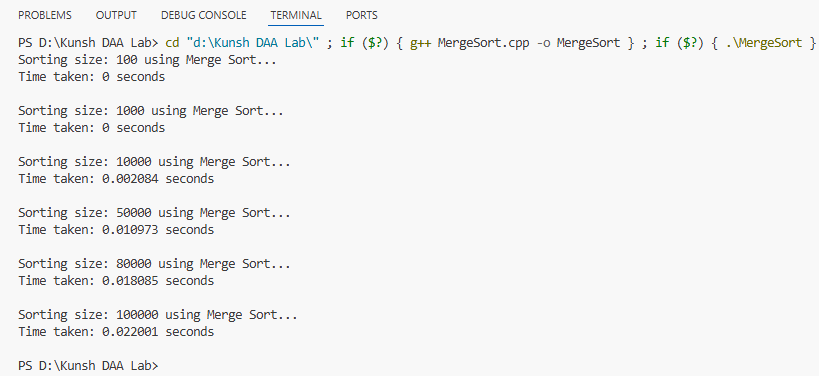 PROBLEMS OUTPUT DEBUG CONSOLE TERMINAL PORTS
PS D:\Kunsh DAA Lab> cd "d:\Kunsh DAA Lab\" ; if ($?) { g++ MergeSort.cpp -o MergeSort } ; if ($?) { .\MergeSort }
Sorting size: 100 using Merge Sort...
Time taken: 0 seconds
Sorting size: 1000 using Merge Sort...
Time taken: 0 seconds
Sorting size: 10000 using Merge Sort...
Time taken: 0.002084 seconds
Sorting size: 50000 using Merge Sort...
Time taken: 0.010973 seconds
Sorting size: 80000 using Merge Sort...
Time taken: 0.018085 seconds
Sorting size: 100000 using Merge Sort...
Time taken: 0.022001 seconds
PS D:\Kunsh DAA Lab>